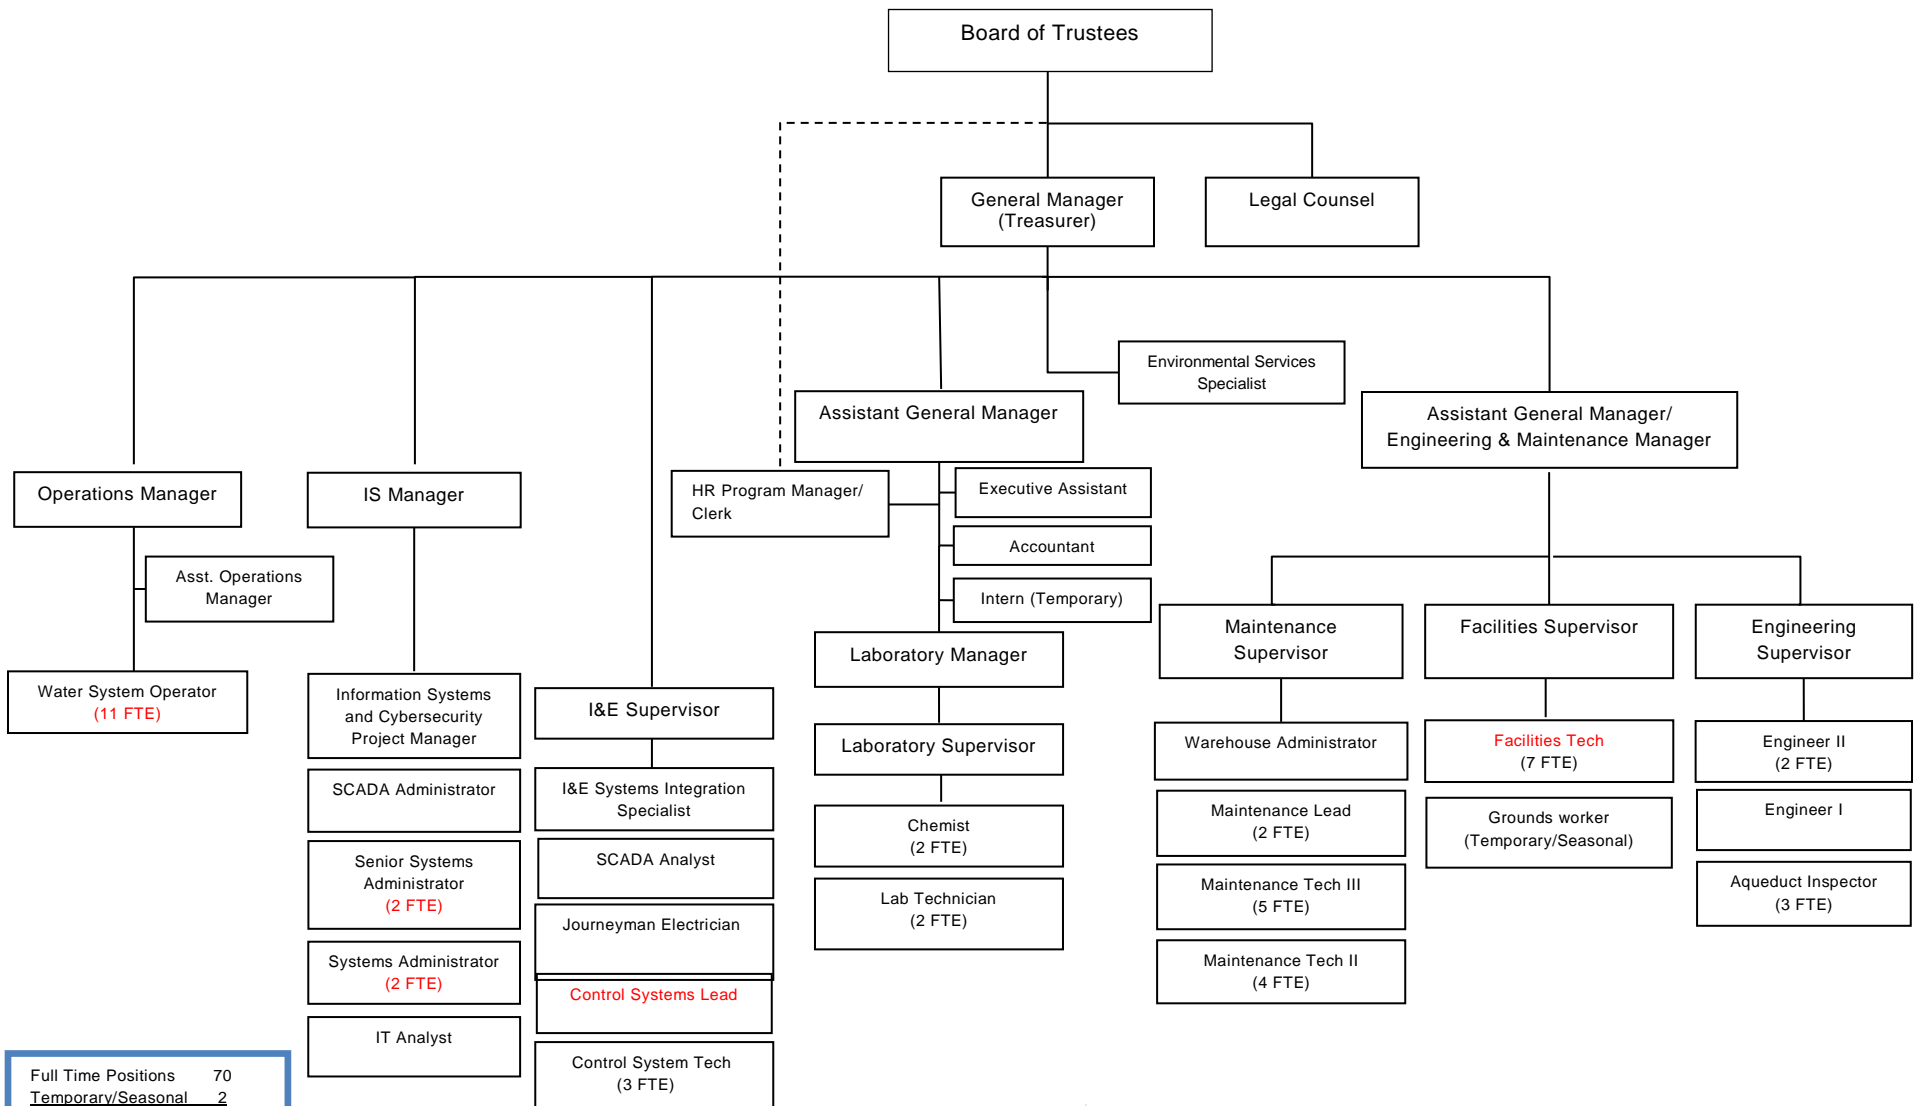 Board of Trustees
General Manager
(Treasurer)
Legal Counsel
Environmental Services
Specialist
Assistant General Manager
Assistant General Manager/
Engineering & Maintenance Manager
Operations Manager
IS Manager
HR Program Manager/
Clerk
Executive Assistant
Accountant
Intern (Temporary)
Asst. Operations
Manager
Water System Operator
(11 FTE)
Information Systems
and Cybersecurity
Project Manager
SCADA Administrator
Senior Systems
Administrator
(2 FTE)
Systems Administrator
(2 FTE)
IT Analyst
I&E Supervisor
I&E Systems Integration
Specialist
SCADA Analyst
Journeyman Electrician
Control Systems Lead
Control System Tech
(3 FTE)
Laboratory Manager
Laboratory Supervisor
Chemist
(2 FTE)
Lab Technician
(2 FTE)
Maintenance
Supervisor
Warehouse Administrator
Maintenance Lead
(2 FTE)
Maintenance Tech III
(5 FTE)
Maintenance Tech II
(4 FTE)
Facilities Supervisor
Facilities Tech
(7 FTE)
Grounds worker
(Temporary/Seasonal)
Engineering
Supervisor
Engineer II
(2 FTE)
Engineer I
Aqueduct Inspector
(3 FTE)
Full Time Positions 70
Temporary/Seasonal 2